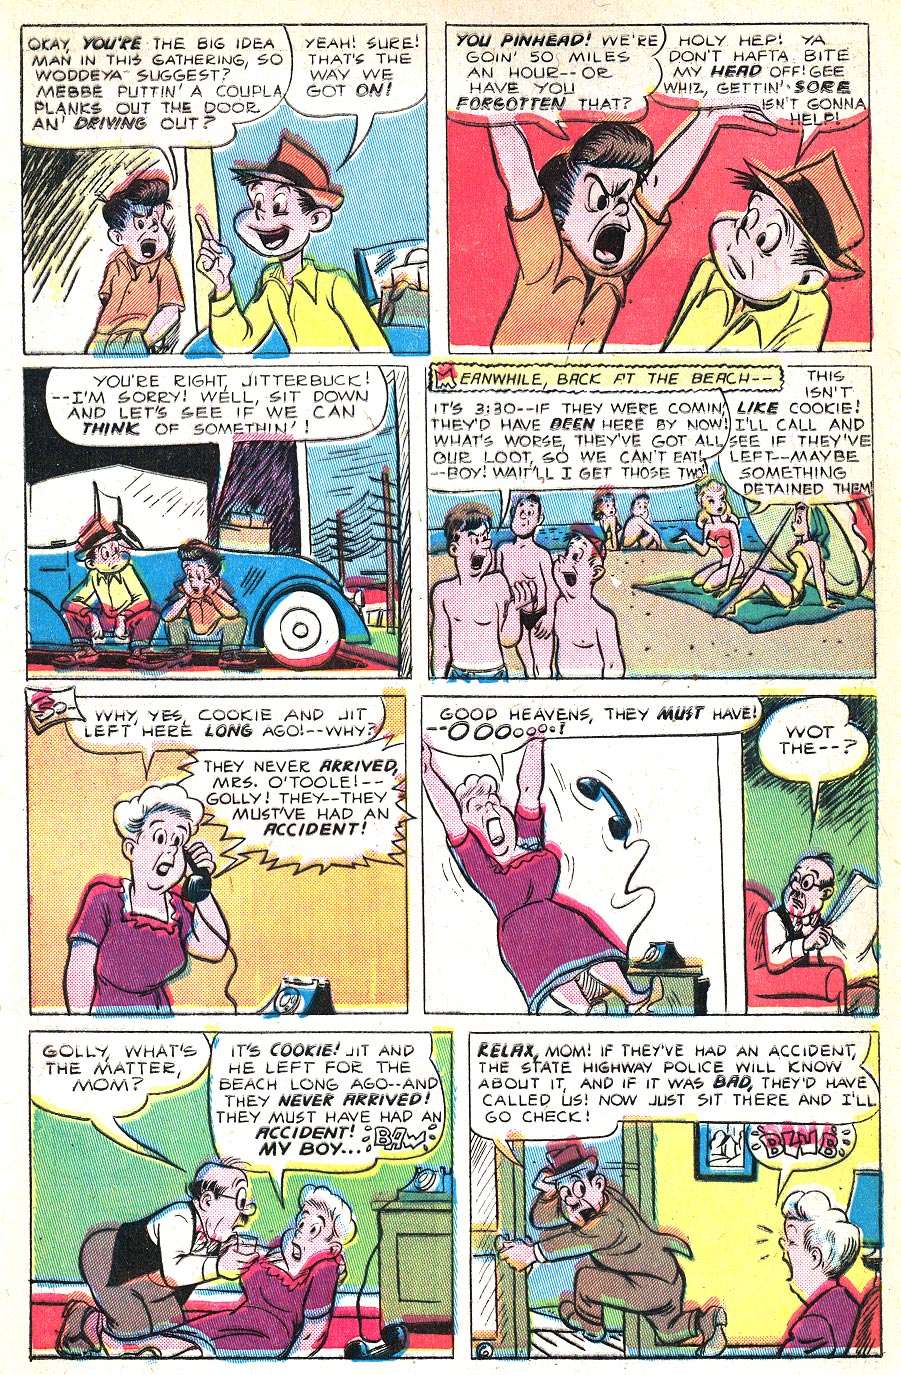 OKAY, YOU'RE THE BIG IDEA
MAN IN THIS GATHERING, SO
WODDEYA SUGGEST?
MEBBE PUTTIN' A COUPLA
PLANKS OUT THE DOOR
AN' DRIVING OUT?
YEAH! SURE!
THAT'S THE
WAY WE
GOT ON!
YOU PINHEAD! WE'RE
GOIN' 50 MILES
AN HOUR--OR
HAVE YOU
FORGOTTEN THAT?
HOLY HEP! YA
DON'T HAFTA BITE
MY HEAD OFF! GEE
WHIZ, GETTIN' SORE
ISN'T GONNA
HELP!
YOU'RE RIGHT, JITTERBUCK!
--I'M SORRY! WELL, SIT DOWN
AND LET'S SEE IF WE CAN
THINK OF SOMETHIN'!
MEANWHILE, BACK AT THE BEACH--
IT'S 3:30--IF THEY WERE COMIN',
THEY'D HAVE BEEN HERE BY NOW!
WHAT'S WORSE, THEY'VE GOT ALL
OUR LOOT, SO WE CAN'T EAT!
--BOY! WAIT'LL I GET THOSE TWO!
THIS
ISN'T
LIKE COOKIE!
I'LL CALL AND
SEE IF THEY'VE
LEFT--MAYBE
SOMETHING
DETAINED THEM!
SO--
WHY, YES, COOKIE AND JIT
LEFT HERE LONG AGO!--WHY?
THEY NEVER ARRIVED,
MRS. O'TOOLE!--
GOLLY! THEY--THEY
MUST'VE HAD AN
ACCIDENT!
GOOD HEAVENS, THEY MUST HAVE!
--OOOoooo!
WOT
THE--?
GOLLY, WHAT'S
THE MATTER,
MOM?
IT'S COOKIE! JIT AND
HE LEFT FOR THE
BEACH LONG AGO--AND
THEY NEVER ARRIVED!
THEY MUST HAVE HAD AN
ACCIDENT!
MY BOY... BAW
RELAX, MOM! IF THEY'VE HAD AN ACCIDENT,
THE STATE HIGHWAY POLICE WILL KNOW
ABOUT IT, AND IF IT WAS BAD, THEY'D HAVE
CALLED US! NOW JUST SIT THERE AND I'LL
GO CHECK!
BZNB
6